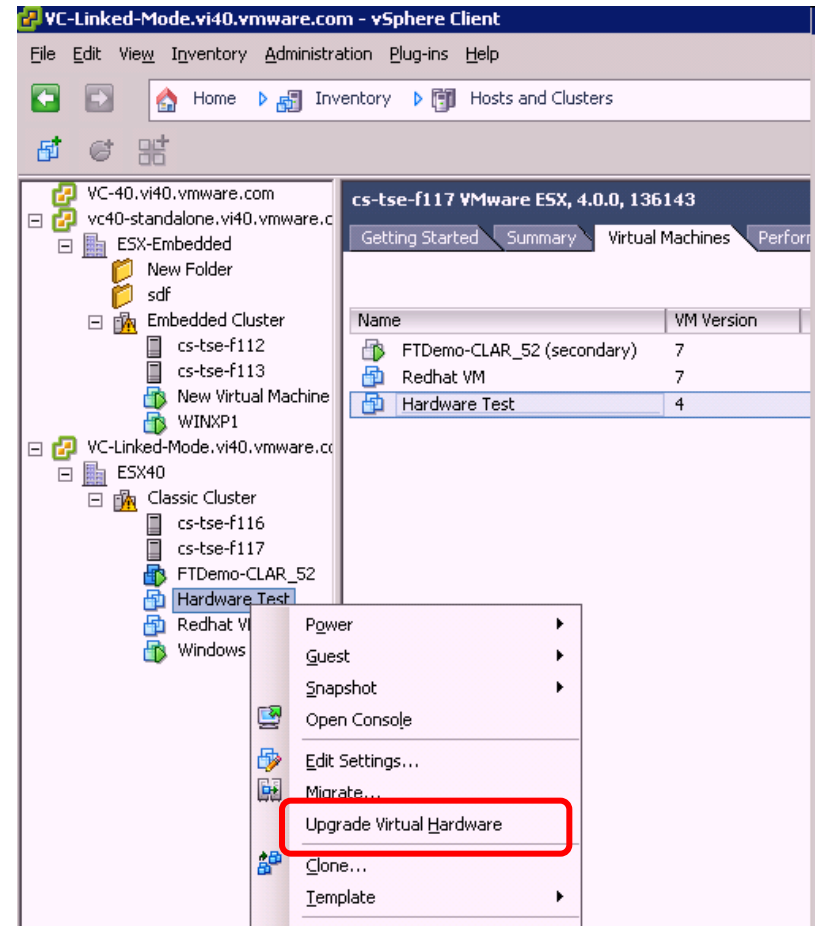 VC-Linked-Mode.vi40.vmware.com - vSphere Client
File Edit View Inventory Administration Plug-ins Help
Home Inventory Hosts and Clusters
VC-40.vi40.vmware.com
vc40-standalone.vi40.vmware.c
ESX-Embedded
New Folder
sdf
Embedded Cluster
cs-tse-f112
cs-tse-f113
New Virtual Machine
WINXP1
VC-Linked-Mode.vi40.vmware.co
ESX40
Classic Cluster
cs-tse-f116
cs-tse-f117
FTDemo-CLAR_52
Hardware Test
Redhat VM
Windows
cs-tse-f117 VMware ESX, 4.0.0, 136143
Getting Started Summary Virtual Machines Perforr
Name VM Version
FTDemo-CLAR_52 (secondary) 7
Redhat VM 7
Hardware Test 4
Power
Guest
Snapshot
Open Console
Edit Settings...
Migrate...
Upgrade Virtual Hardware
Clone...
Template